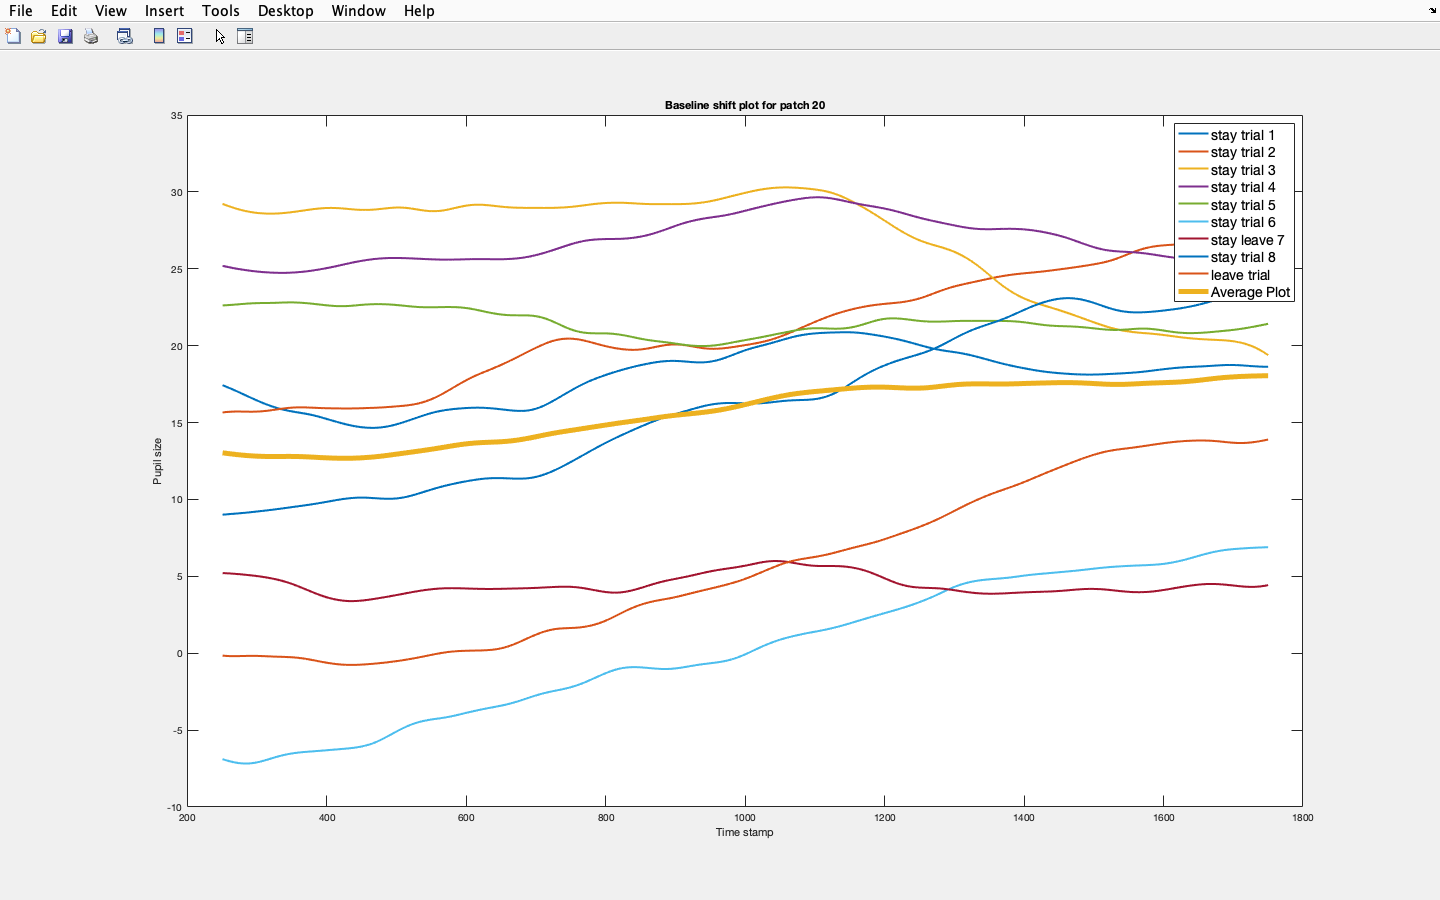 File Edit View Insert Tools Desktop Window Help
Baseline shift plot for patch 20
35
30
25
20
15
10
5
0
-5
-10
Pupil size
stay trial 1
stay trial 2
stay trial 3
stay trial 4
stay trial 5
stay trial 6
stay leave 7
stay trial 8
leave trial
Average Plot
200 400 600 800 1000 1200 1400 1600 1800
Time stamp